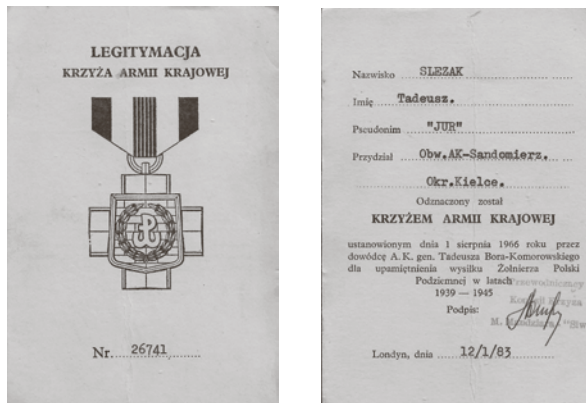 LEGITYMACJA
KRZYŻA ARMII KRAJOWEJ
Nr. 26741
Nazwisko SLEZAK
Imię Tadeusz.
Pseudonim "JUR"
Przydział Obw.AK-Sandomierz.
Okr.Kielce.
Odznaczony został
KRZYŻEM ARMII KRAJOWEJ
ustanowionym dnia 1 sierpnia 1966 roku przez
dowódcę A.K. gen. Tadeusza Bora-Komorowskiego
dla upamiętnienia wysiłku Żołnierza Polski
Podziemnej w latach
Przewodniczący
1939 — 1945
Krzyża
Podpis:
M.
Londyn, dnia 12/1/83